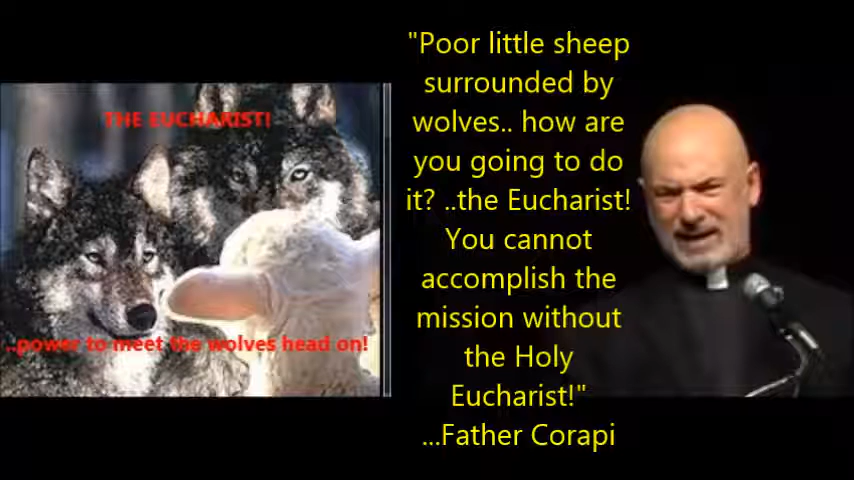 THE EUCHARIST!
..power to meet the wolves head on!
"Poor little sheep
surrounded by
wolves.. how are
you going to do
it? ..the Eucharist!
You cannot
accomplish the
mission without
the Holy
Eucharist!"
...Father Corapi